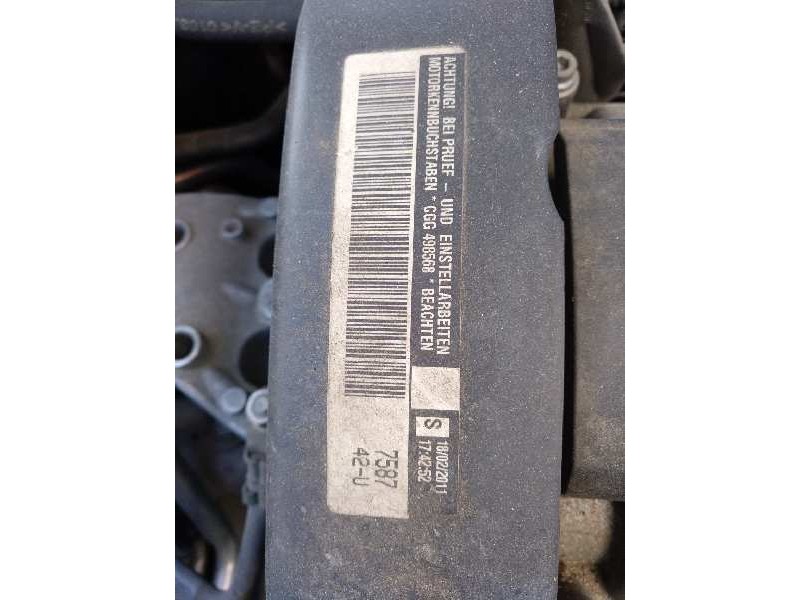 ACHTUNG! BEI PRUEF - UND EINSTELLARBEITEN
MOTORKENNBUCHSTABEN * CGG 498568 * BEACHTEN
S
18/02/2011
17:42:52
7587
42-U